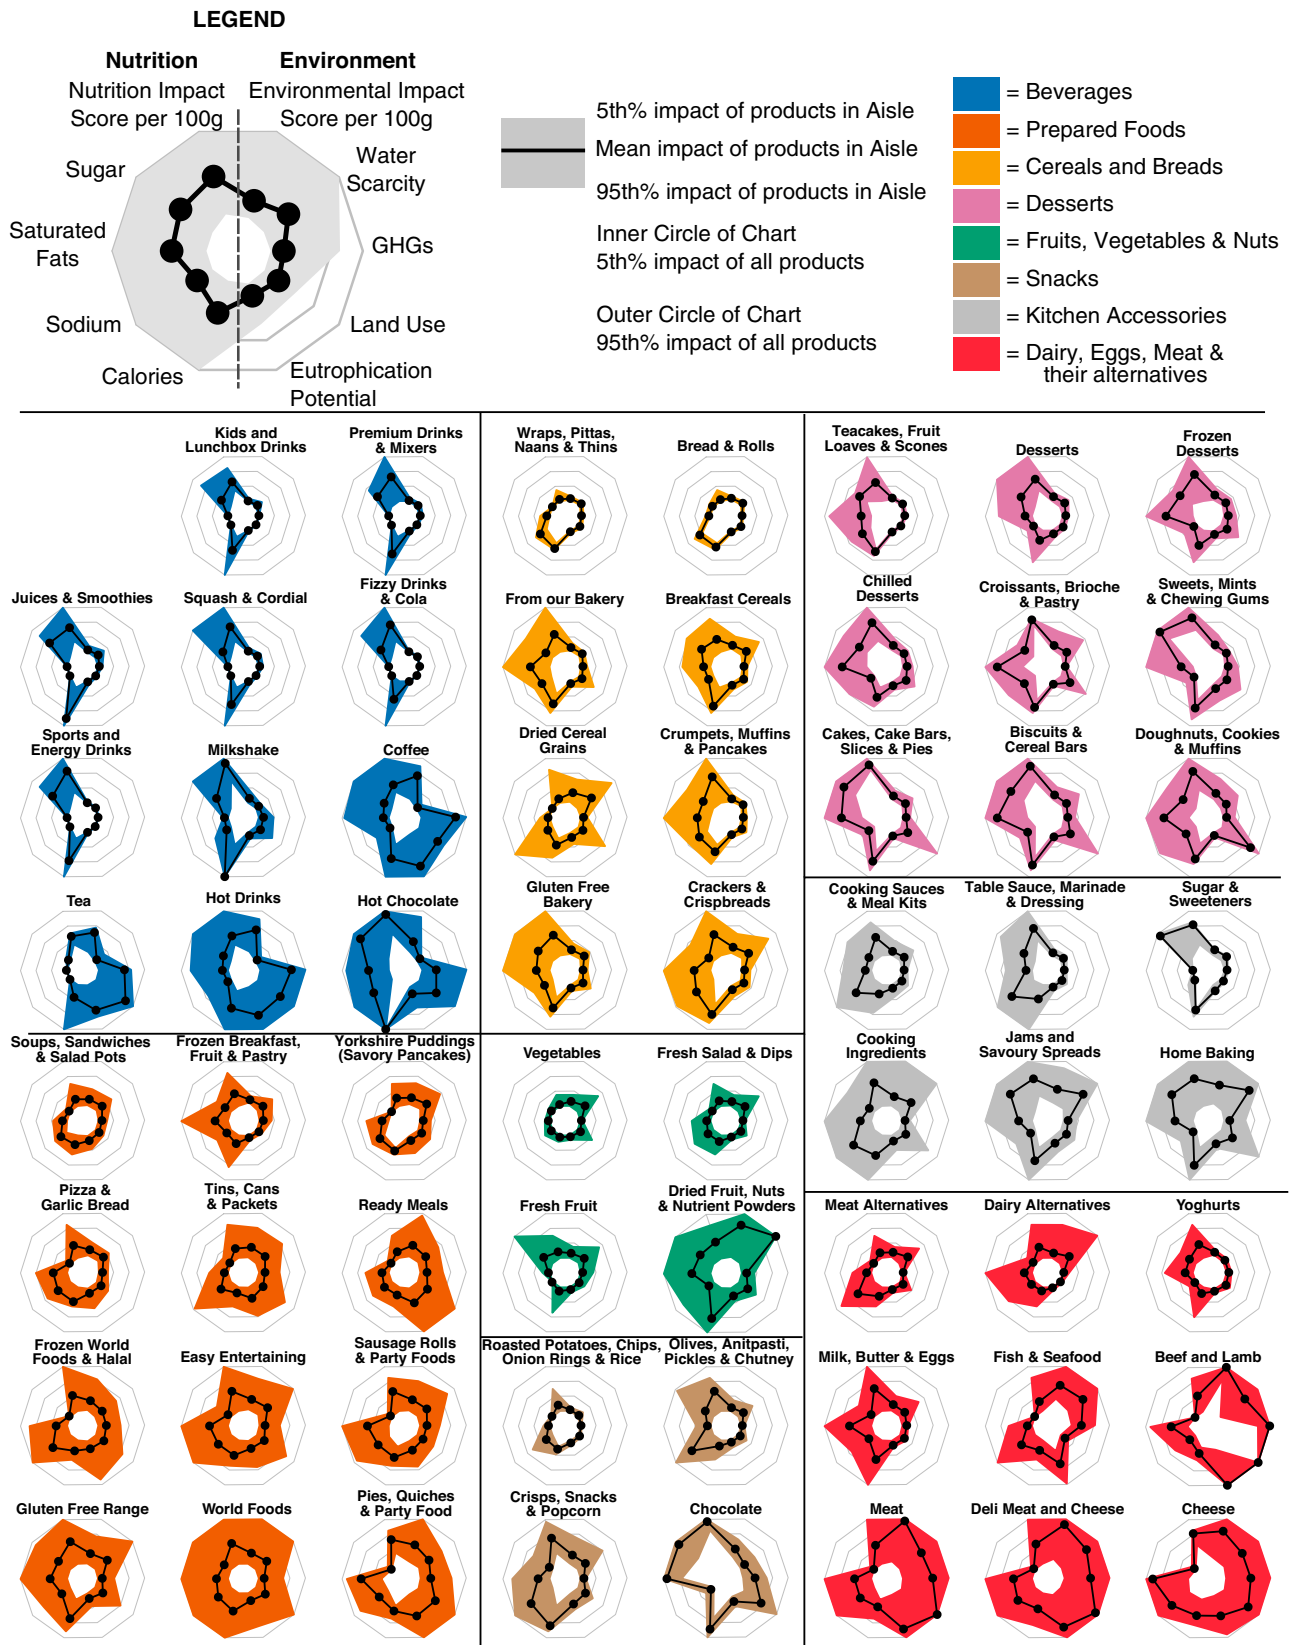 LEGEND
Nutrition
Environment
Nutrition Impact
Score per 100g
Environmental Impact
Score per 100g
Sugar
Water
Scarcity
Saturated
Fats
GHGs
Sodium
Land Use
Calories
Eutrophication
Potential
5th% impact of products in Aisle
Mean impact of products in Aisle
95th% impact of products in Aisle
Inner Circle of Chart
5th% impact of all products
Outer Circle of Chart
95th% impact of all products
= Beverages
= Prepared Foods
= Cereals and Breads
= Desserts
= Fruits, Vegetables & Nuts
= Snacks
= Kitchen Accessories
= Dairy, Eggs, Meat &
their alternatives
Kids and
Lunchbox Drinks
Premium Drinks
& Mixers
Juices & Smoothies
Squash & Cordial
Fizzy Drinks
& Cola
Sports and
Energy Drinks
Milkshake
Coffee
Tea
Hot Drinks
Hot Chocolate
Wraps, Pittas,
Naans & Thins
Bread & Rolls
From our Bakery
Breakfast Cereals
Dried Cereal
Grains
Crumpets, Muffins
& Pancakes
Gluten Free
Bakery
Crackers &
Crispbreads
Teacakes, Fruit
Loaves & Scones
Desserts
Frozen
Desserts
Chilled
Desserts
Croissants, Brioche
& Pastry
Sweets, Mints
& Chewing Gums
Cakes, Cake Bars,
Slices & Pies
Biscuits &
Cereal Bars
Doughnuts, Cookies
& Muffins
Cooking Sauces
& Meal Kits
Table Sauce, Marinade
& Dressing
Sugar &
Sweeteners
Cooking
Ingredients
Jams and
Savoury Spreads
Home Baking
Soups, Sandwiches
& Salad Pots
Frozen Breakfast,
Fruit & Pastry
Yorkshire Puddings
(Savory Pancakes)
Pizza &
Garlic Bread
Tins, Cans
& Packets
Ready Meals
Frozen World
Foods & Halal
Easy Entertaining
Sausage Rolls
& Party Foods
Gluten Free Range
World Foods
Pies, Quiches
& Party Food
Vegetables
Fresh Salad & Dips
Fresh Fruit
Dried Fruit, Nuts
& Nutrient Powders
Roasted Potatoes, Chips,
Onion Rings & Rice
Olives, Anitpasti,
Pickles & Chutney
Crisps, Snacks
& Popcorn
Chocolate
Meat Alternatives
Dairy Alternatives
Yoghurts
Milk, Butter & Eggs
Fish & Seafood
Beef and Lamb
Meat
Deli Meat and Cheese
Cheese